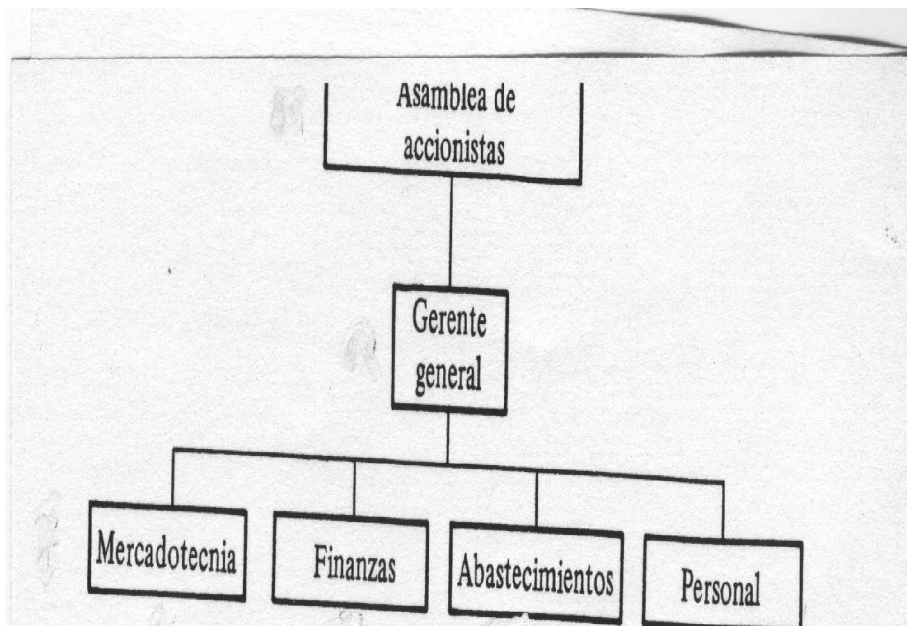 Asamblea de
accionistas
Gerente
general
Mercadotecnia
Finanzas
Abastecimientos
Personal